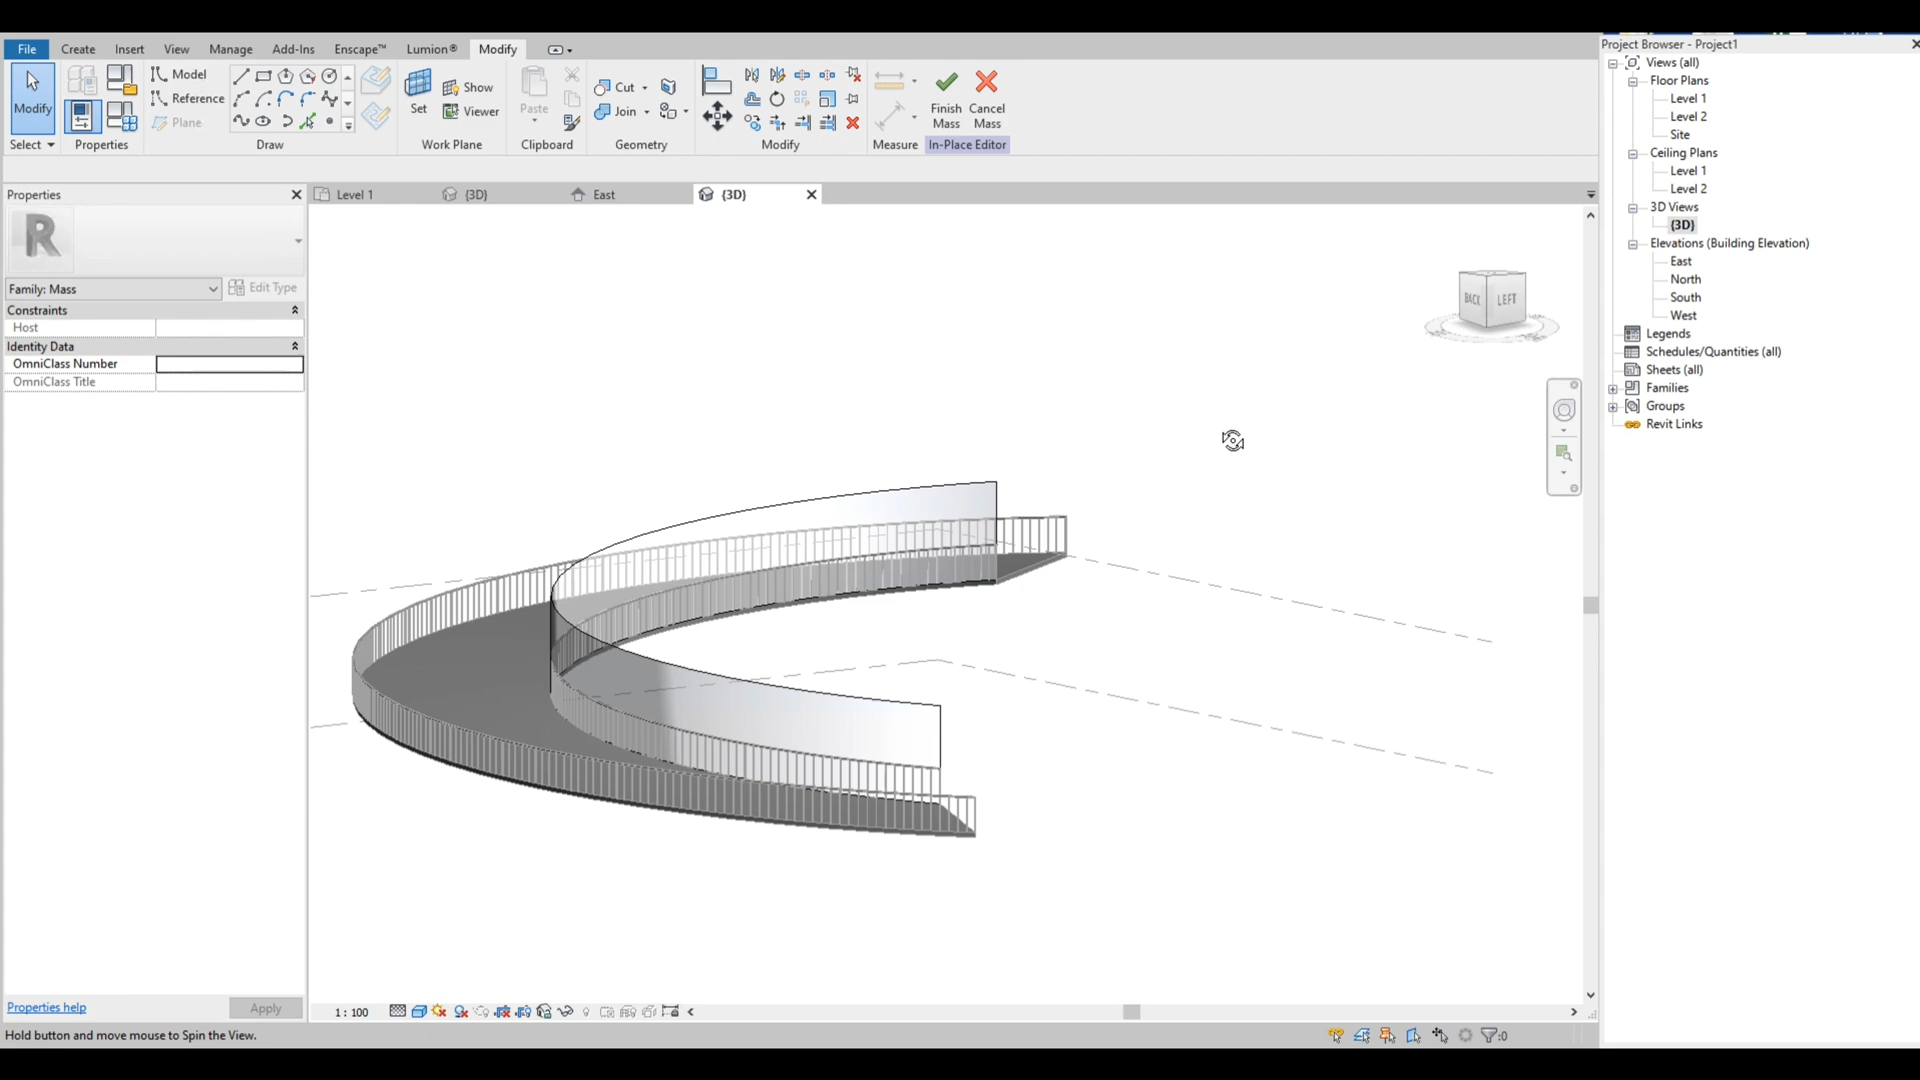 File Create Insert View Manage Add-Ins Enscape™ Lumion® Modify
Modify
Select
Properties
Model
Reference
Plane
Draw
Set
Show
Viewer
Work Plane
Paste
Clipboard
Cut
Join
Geometry
Modify
Measure
Finish Mass
Cancel Mass
In-Place Editor
Properties
R
Family: Mass
Edit Type
Constraints
Host
Identity Data
OmniClass Number
OmniClass Title
Properties help
Apply
Level 1
{3D}
East
{3D}
BACK
LEFT
1 : 100
Hold button and move mouse to Spin the View.
:0
Project Browser - Project1
Views (all)
Floor Plans
Level 1
Level 2
Site
Ceiling Plans
Level 1
Level 2
3D Views
{3D}
Elevations (Building Elevation)
East
North
South
West
Legends
Schedules/Quantities (all)
Sheets (all)
Families
Groups
Revit Links